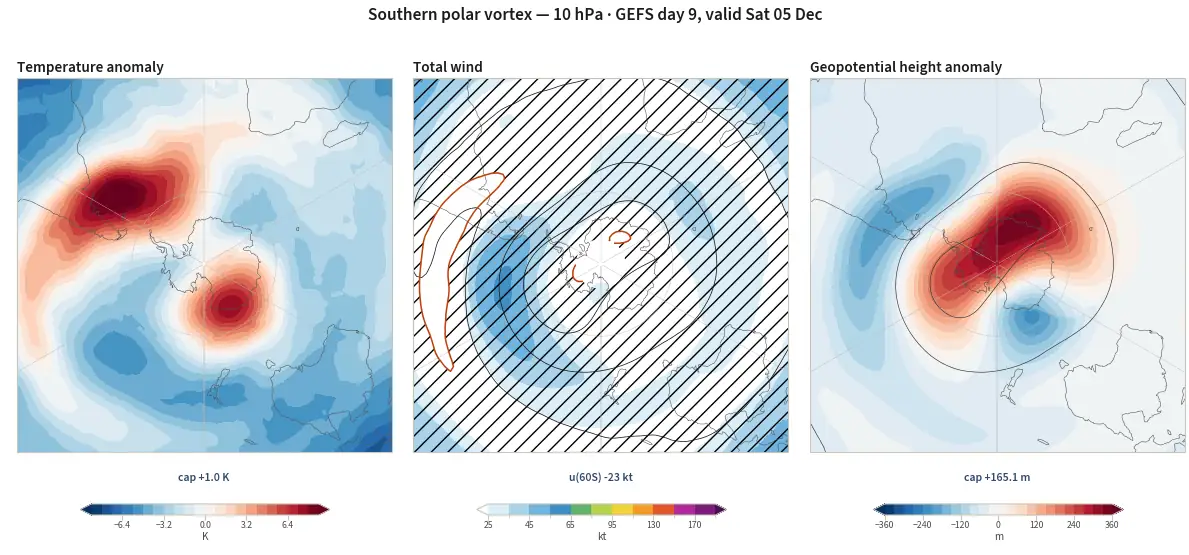 Southern polar vortex — 10 hPa · GEFS day 9, valid Sat 05 Dec
Temperature anomaly
Total wind
Geopotential height anomaly
cap +1.0 K
u(60S) -23 kt
cap +165.1 m
−6.4 −3.2 0.0 3.2 6.4
K
25 45 65 95 130 170
kt
−360 −240 −120 0 120 240 360
m